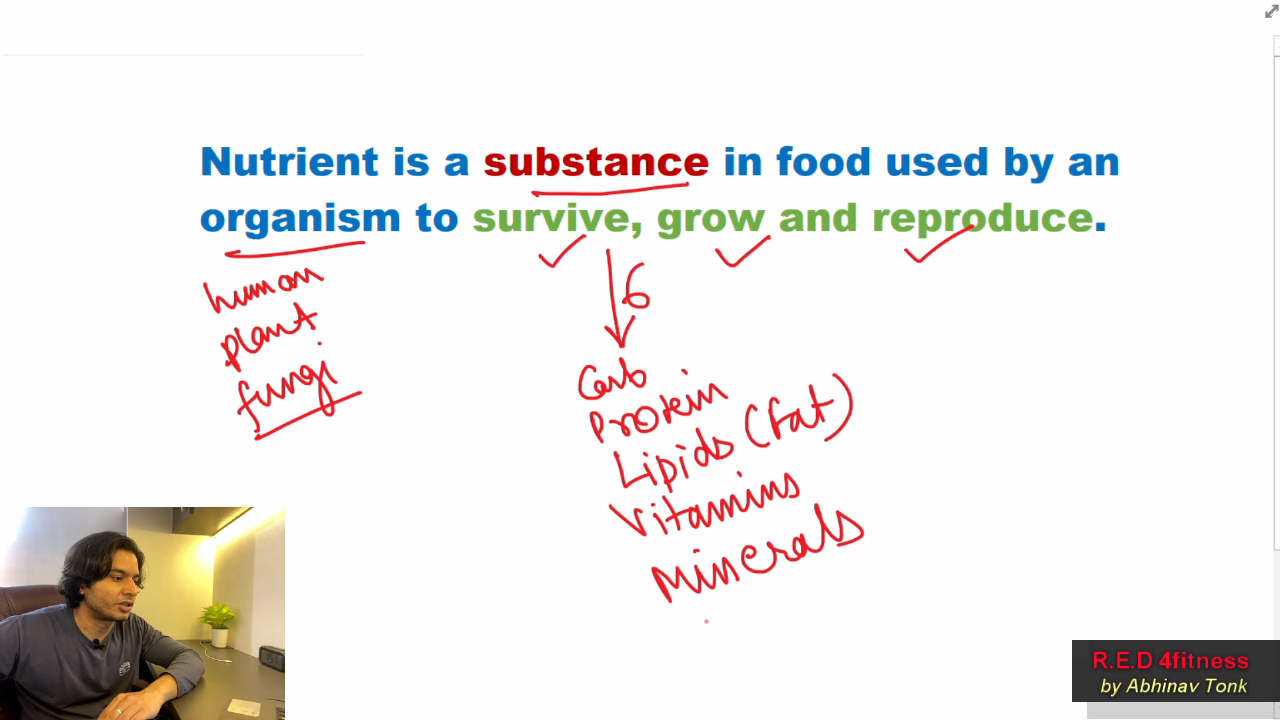 Nutrient is a substance in food used by an
organism to survive, grow and reproduce.
human
plant
fungi
6
Carb
Protein
Lipids (Fat)
Vitamins
Minerals
R.E.D 4fitness
by Abhinav Tonk